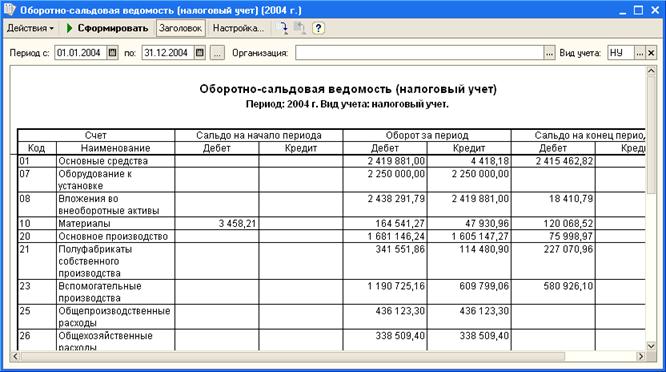 Оборотно-сальдовая ведомость (налоговый учет) (2004 г.)
Действия Сформировать Заголовок Настройка... ?
Период с: 01.01.2004 по: 31.12.2004 ... Организация: ... Вид учета: НУ ... ×
Оборотно-сальдовая ведомость (налоговый учет)
Период: 2004 г. Вид учета: налоговый учет.
Счет Сальдо на начало периода Оборот за период Сальдо на конец перио
Код Наименование Дебет Кредит Дебет Кредит Дебет Кред
01 Основные средства 2 419 881,00 4 418,18 2 415 462,82
07 Оборудование к 2 250 000,00 2 250 000,00
установке
08 Вложения во 2 438 291,79 2 419 881,00 18 410,79
внеоборотные активы
10 Материалы 3 458,21 164 541,27 47 930,96 120 068,52
20 Основное производство 1 681 146,24 1 605 147,27 75 998,97
21 Полуфабрикаты 341 551,86 114 480,90 227 070,96
собственного
производства
23 Вспомогательные 1 190 725,16 609 799,06 580 926,10
производства
25 Общепроизводственные 436 123,30 436 123,30
расходы
26 Общехозяйственные 338 509,40 338 509,40
расходы